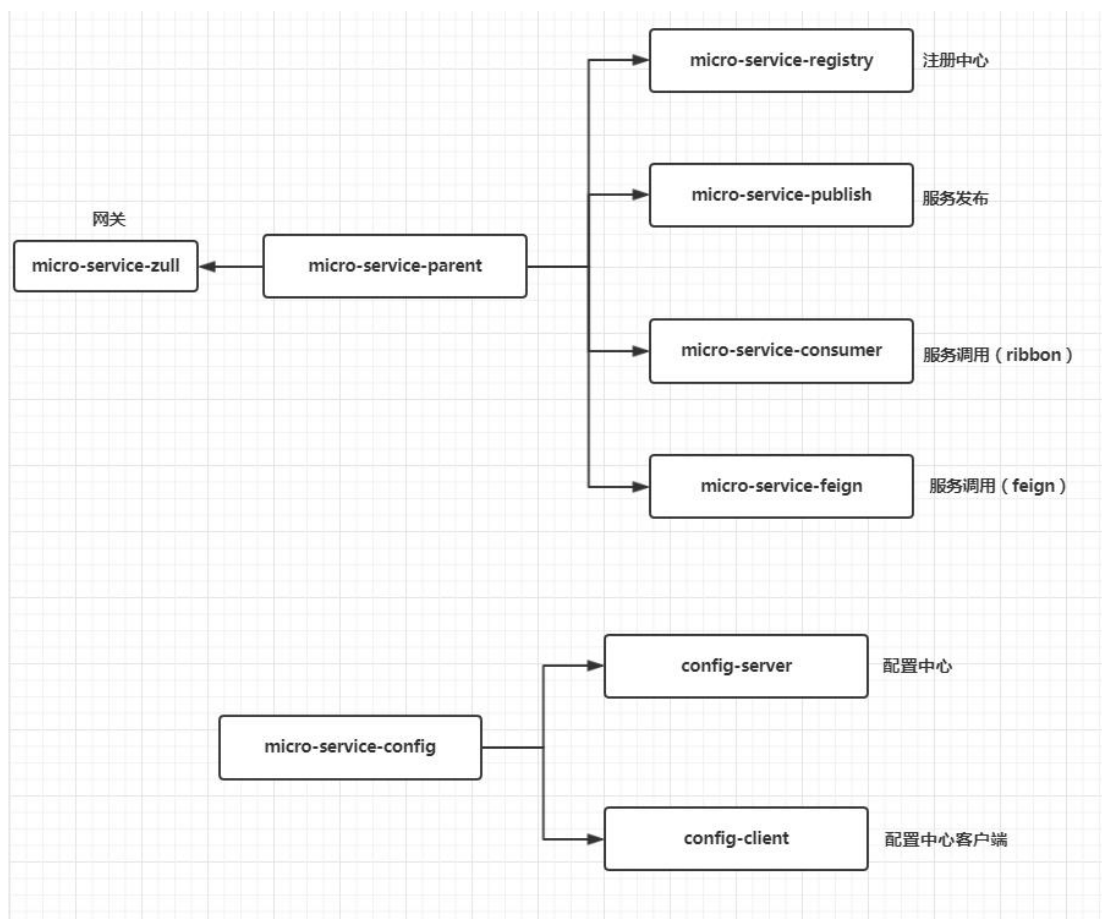 micro-service-registry 注册中心
micro-service-publish 服务发布
网关
micro-service-zull micro-service-parent
micro-service-consumer 服务调用（ribbon）
micro-service-feign 服务调用（feign）
config-server 配置中心
micro-service-config
config-client 配置中心客户端